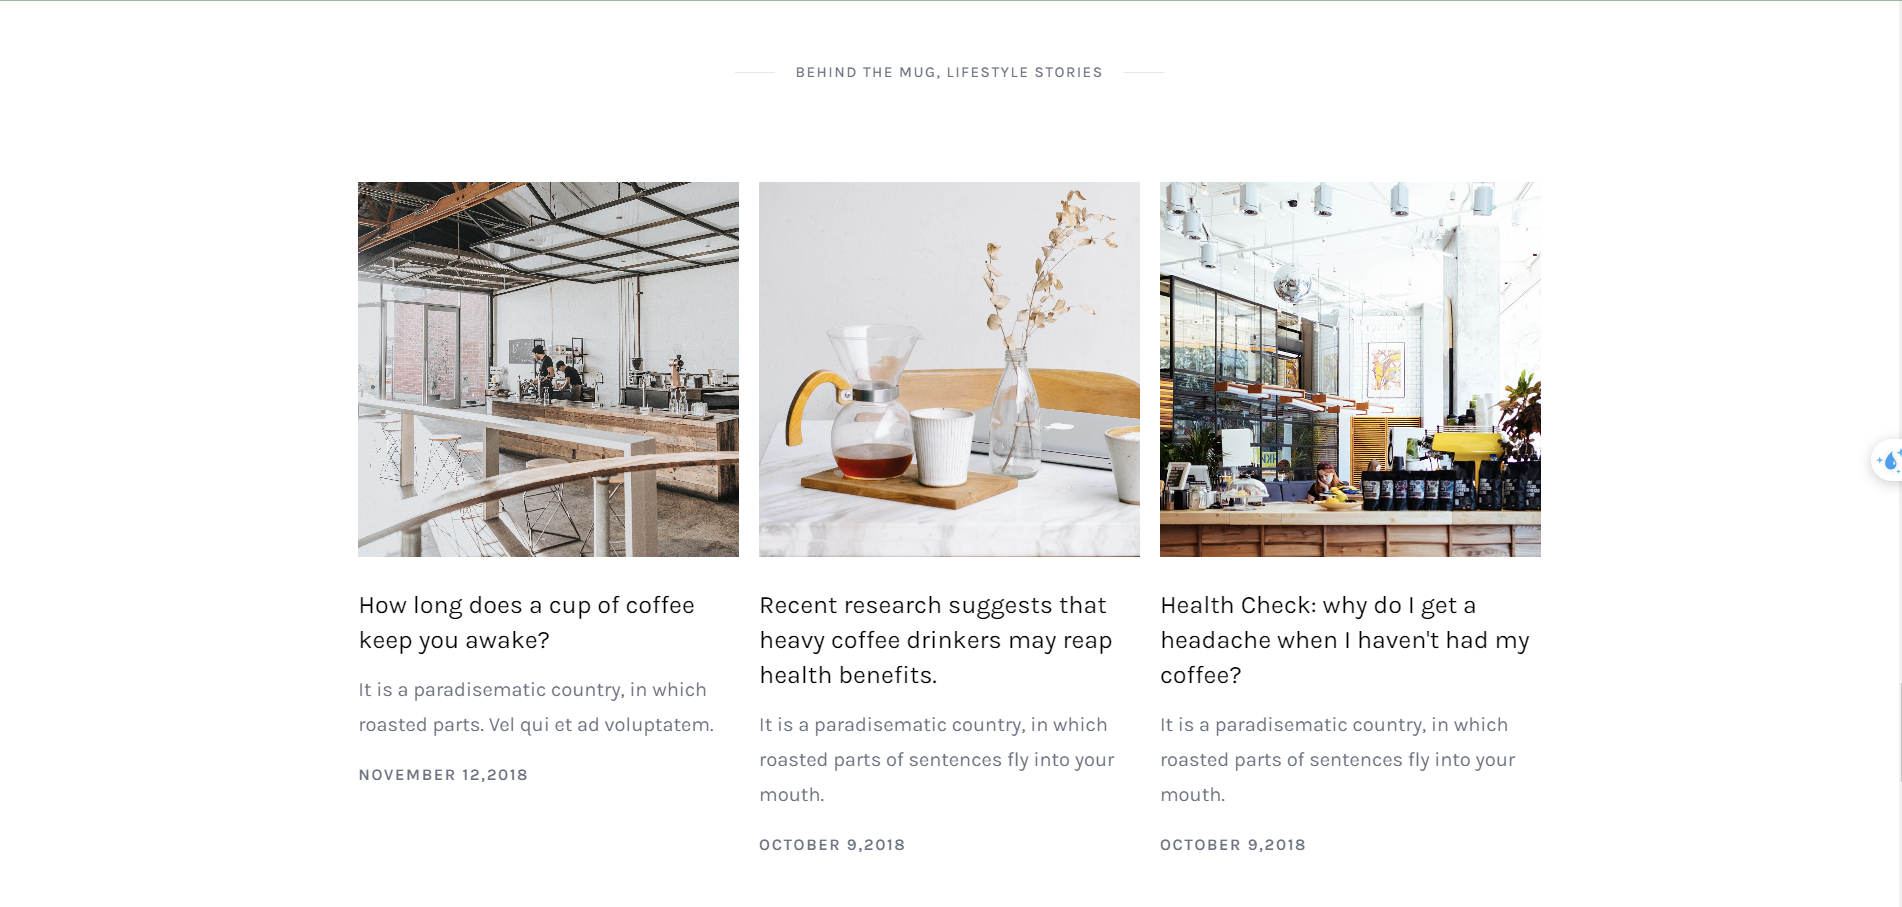 BEHIND THE MUG, LIFESTYLE STORIES
How long does a cup of coffee
keep you awake?
It is a paradisematic country, in which
roasted parts. Vel qui et ad voluptatem.
NOVEMBER 12,2018
Recent research suggests that
heavy coffee drinkers may reap
health benefits.
It is a paradisematic country, in which
roasted parts of sentences fly into your
mouth.
OCTOBER 9,2018
Health Check: why do I get a
headache when I haven't had my
coffee?
It is a paradisematic country, in which
roasted parts of sentences fly into your
mouth.
OCTOBER 9,2018